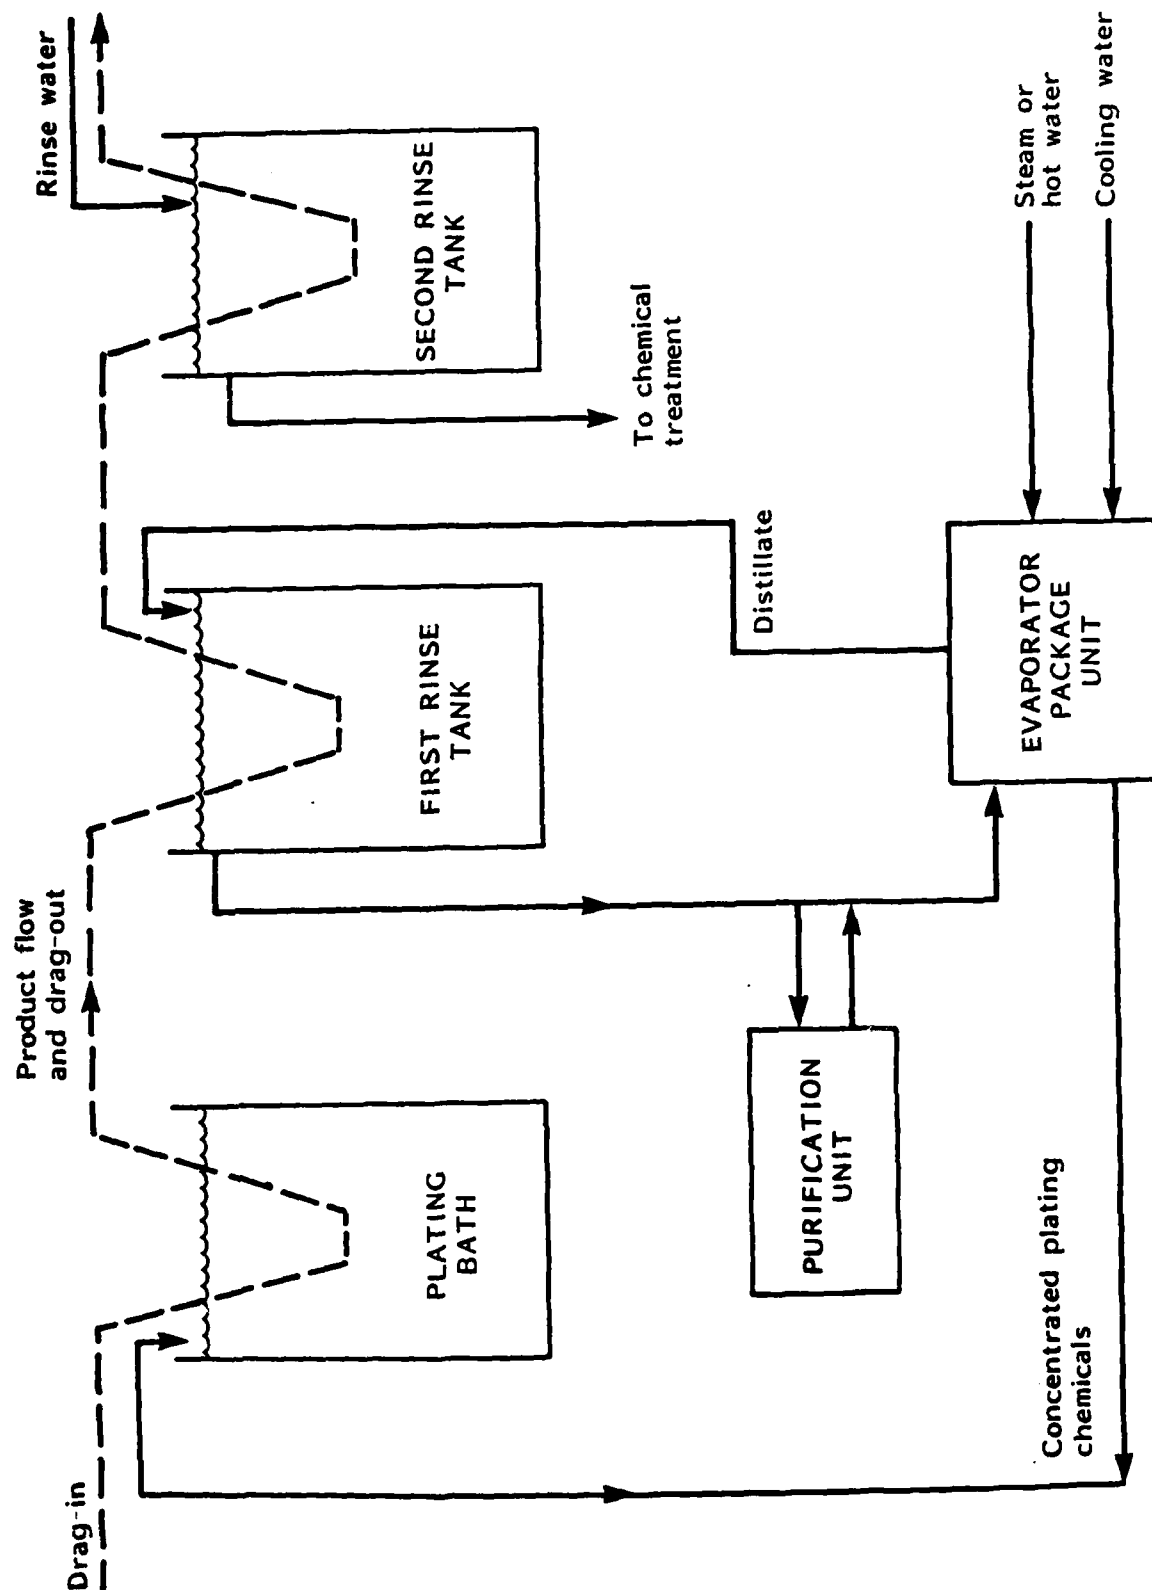 Drag-in
Product flow
and drag-out
Rinse water
PLATING
BATH
FIRST RINSE
TANK
SECOND RINSE
TANK
To chemical
treatment
PURIFICATION
UNIT
Distillate
Steam or
hot water
Cooling water
EVAPORATOR
PACKAGE
UNIT
Concentrated plating
chemicals